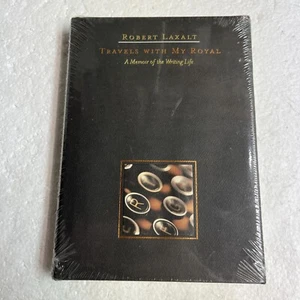 ROBERT LAXALT
TRAVELS WITH MY ROYAL
A Memoir of the Writing Life
R